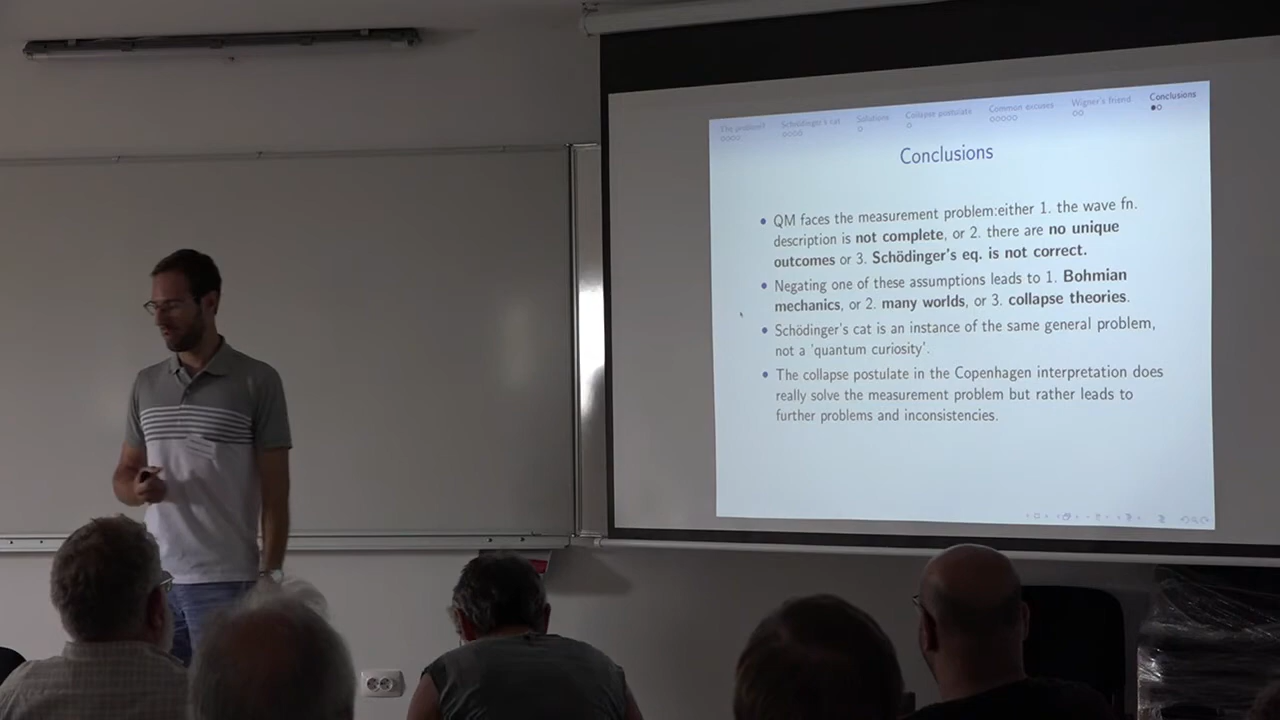 The problem? Schödinger's cat Solutions Collapse postulate Common excuses Wigner's friend Conclusions
Conclusions
QM faces the measurement problem:either 1. the wave fn.
description is not complete, or 2. there are no unique
outcomes or 3. Schödinger's eq. is not correct.
Negating one of these assumptions leads to 1. Bohmian
mechanics, or 2. many worlds, or 3. collapse theories.
Schödinger's cat is an instance of the same general problem,
not a 'quantum curiosity'.
The collapse postulate in the Copenhagen interpretation does
really solve the measurement problem but rather leads to
further problems and inconsistencies.